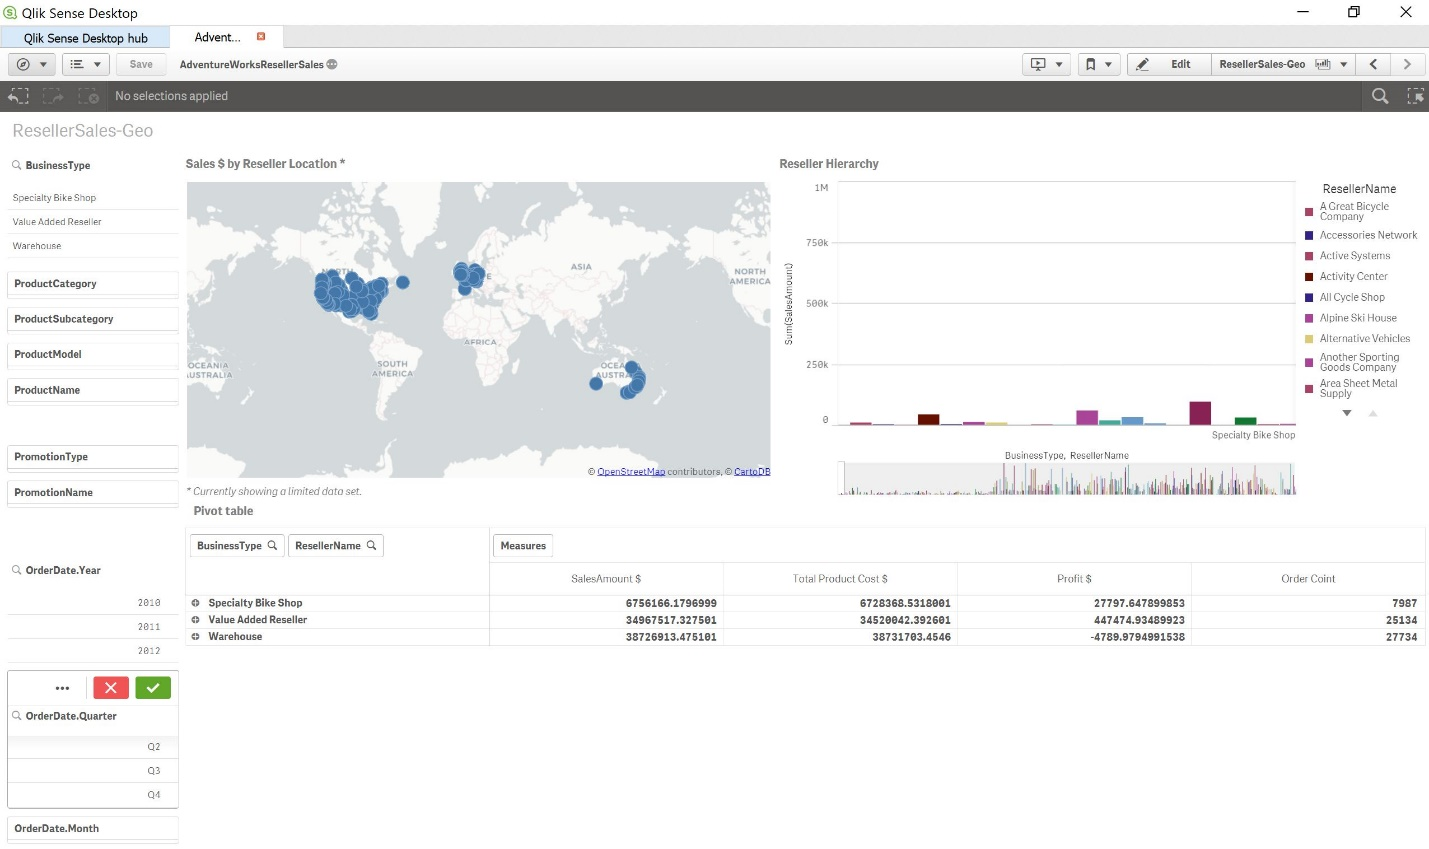 Qlik Sense Desktop
Qlik Sense Desktop hub
Advent...
Save
AdventureWorksResellerSales
Edit
ResellerSales-Geo
No selections applied
ResellerSales-Geo
BusinessType
Specialty Bike Shop
Value Added Reseller
Warehouse
ProductCategory
ProductSubcategory
ProductModel
ProductName
PromotionType
PromotionName
OrderDate.Year
2010
2011
2012
OrderDate.Quarter
Q2
Q3
Q4
OrderDate.Month
Sales $ by Reseller Location *
ASIA
NORTH
AMERICA
AFRICA
SOUTH
AMERICA
OCEANIA
© OpenStreetMap contributors, © CartoDB
* Currently showing a limited data set.
Reseller Hierarchy
1M
750k
500k
250k
0
Sum(SalesAmount)
Specialty Bike Shop
BusinessType, ResellerName
ResellerName
A Great Bicycle
Company
Accessories Network
Active Systems
Activity Center
All Cycle Shop
Alpine Ski House
Alternative Vehicles
Another Sporting
Goods Company
Area Sheet Metal
Supply
Pivot table
BusinessType ResellerName Measures
SalesAmount $ Total Product Cost $ Profit $ Order Coint
Specialty Bike Shop 6756166.1796999 6728368.5318001 27797.647899853 7987
Value Added Reseller 34967517.327501 34520042.392601 447474.93489923 25134
Warehouse 38726913.475101 38731703.4546 -4789.9794991538 27734